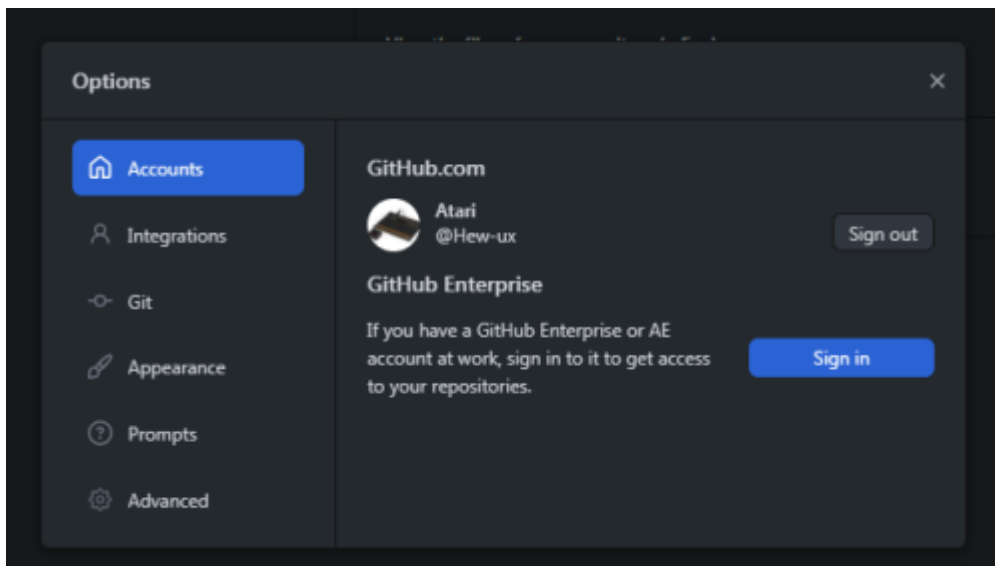 Options
Accounts
Integrations
Git
Appearance
Prompts
Advanced
GitHub.com
Atari
@Hew-ux
Sign out
GitHub Enterprise
If you have a GitHub Enterprise or AE
account at work, sign in to it to get access
to your repositories.
Sign in